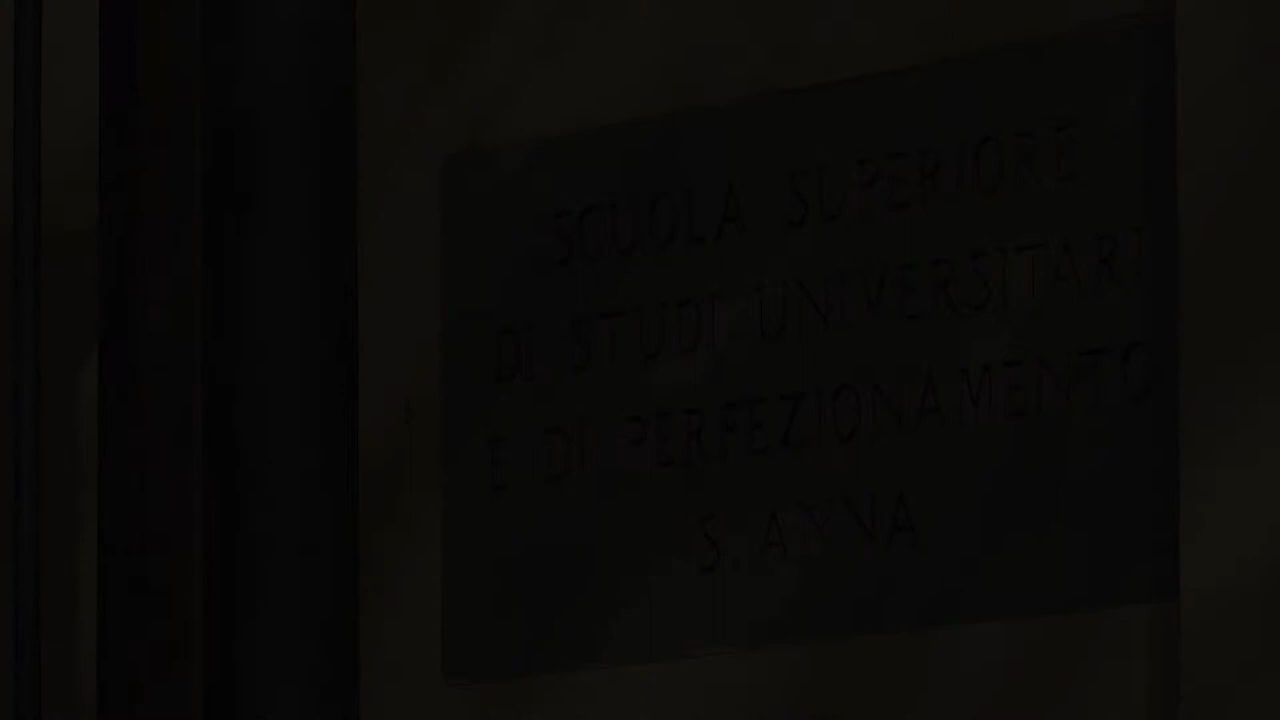 SCUOLA SUPERIORE
DI STUDI UNIVERSITARI
E DI PERFEZIONAMENTO
S. ANNA